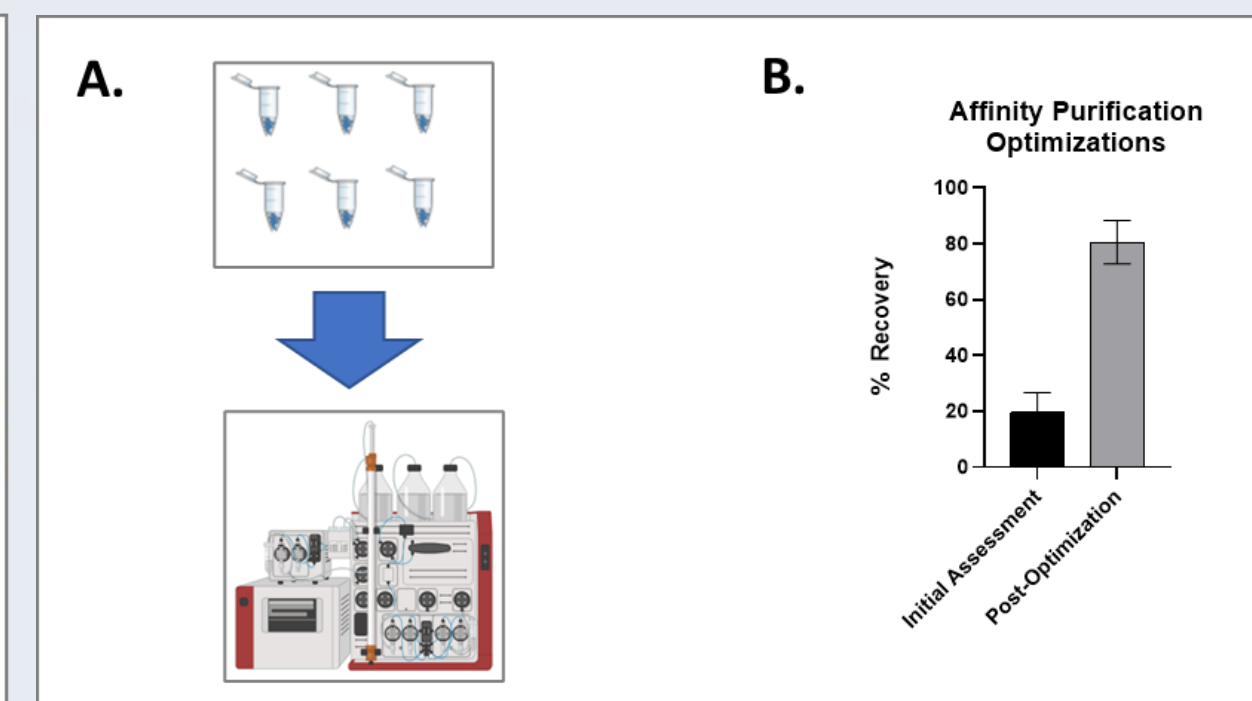 A.
B.
Affinity Purification
Optimizations
% Recovery
100
80
60
40
20
0
Initial Assessment
Post-Optimization